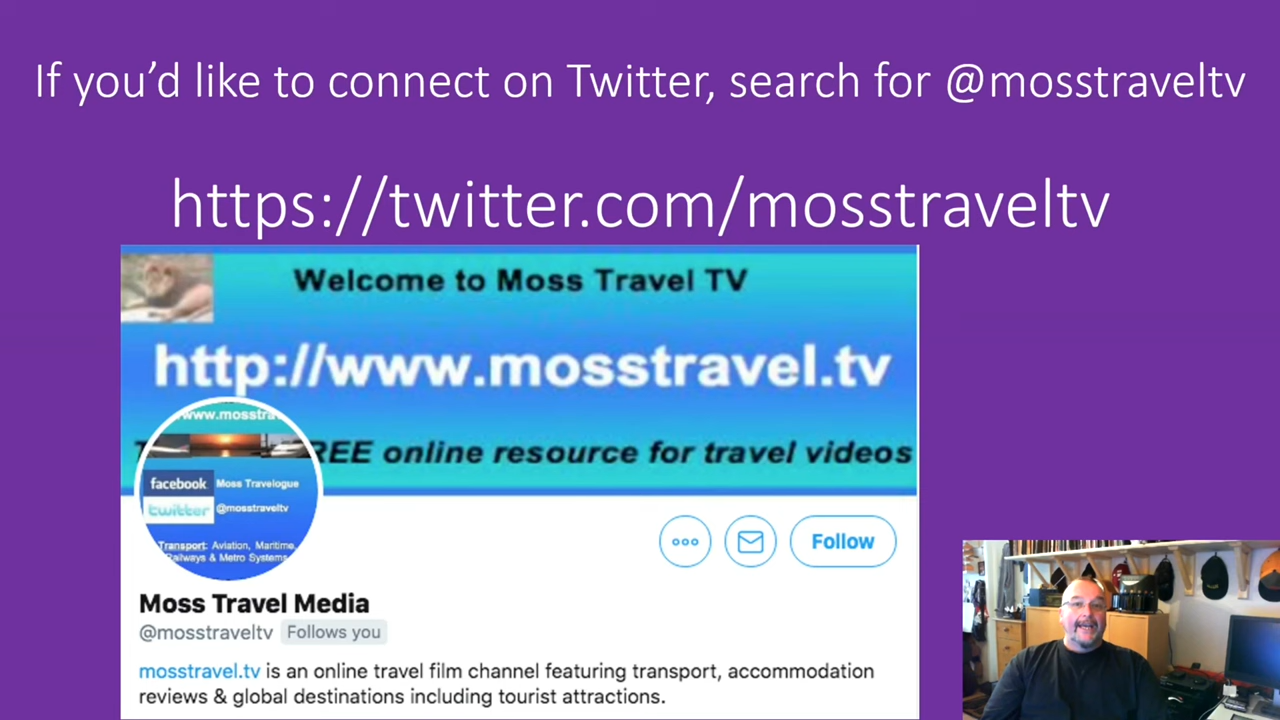 If you’d like to connect on Twitter, search for @mosstraveltv
https://twitter.com/mosstraveltv
Welcome to Moss Travel TV
http://www.mosstravel.tv
FREE online resource for travel videos
www.mosstra
facebook Moss Travelogue
twitter @mosstraveltv
Transport: Aviation, Maritime,
Railways & Metro Systems
Follow
Moss Travel Media
@mosstraveltv Follows you
mosstravel.tv is an online travel film channel featuring transport, accommodation
reviews & global destinations including tourist attractions.